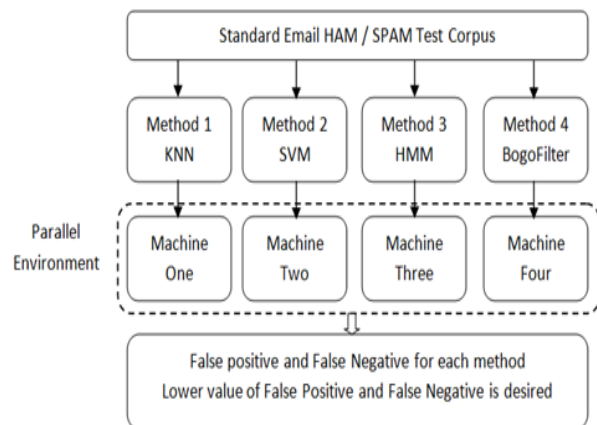 Standard Email HAM / SPAM Test Corpus
Method 1
KNN
Method 2
SVM
Method 3
HMM
Method 4
BogoFilter
Parallel
Environment
Machine
One
Machine
Two
Machine
Three
Machine
Four
False positive and False Negative for each method
Lower value of False Positive and False Negative is desired